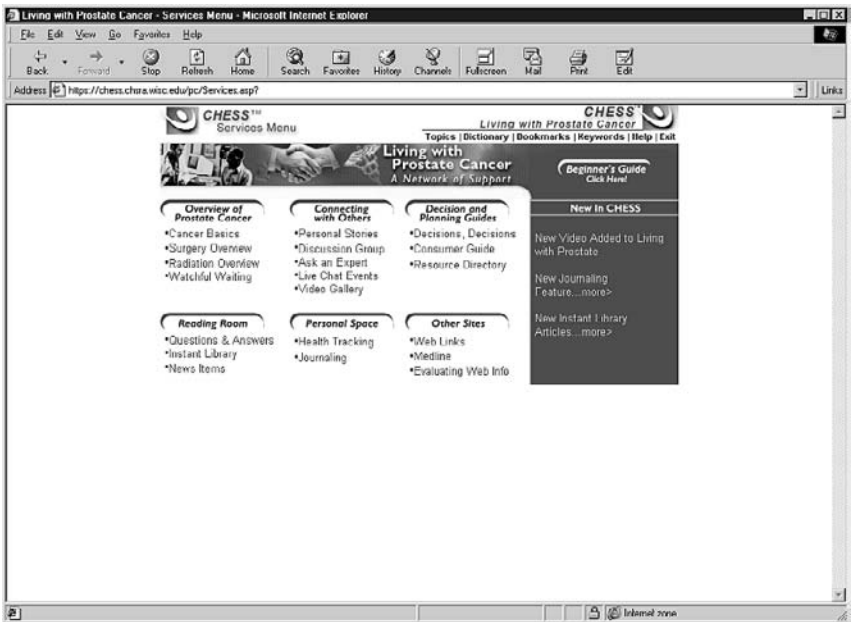 Living with Prostate Cancer - Services Menu - Microsoft Internet Explorer
File Edit View Go Favorites Help
Back Forward Stop Refresh Home Search Favorites History Channels Fullscreen Mail Print Edit
Address https://chess.chsra.wisc.edu/pc/Services.asp? Links
CHESS™
Services Menu
CHESS
Living with Prostate Cancer
Topics | Dictionary | Bookmarks | Keywords | Help | Exit
Living with
Prostate Cancer
A Network of Support
Beginner's Guide
Click Here!
Overview of
Prostate Cancer
•Cancer Basics
•Surgery Overview
•Radiation Overview
•Watchful Waiting
Connecting
with Others
•Personal Stories
•Discussion Group
•Ask an Expert
•Live Chat Events
•Video Gallery
Decision and
Planning Guides
•Decisions, Decisions
•Consumer Guide
•Resource Directory
New In CHESS
New Video Added to Living
with Prostate
New Journaling
Feature...more>
New Instant Library
Articles...more>
Reading Room
•Questions & Answers
•Instant Library
•News Items
Personal Space
•Health Tracking
•Journaling
Other Sites
•Web Links
•Medline
•Evaluating Web Info
Internet zone